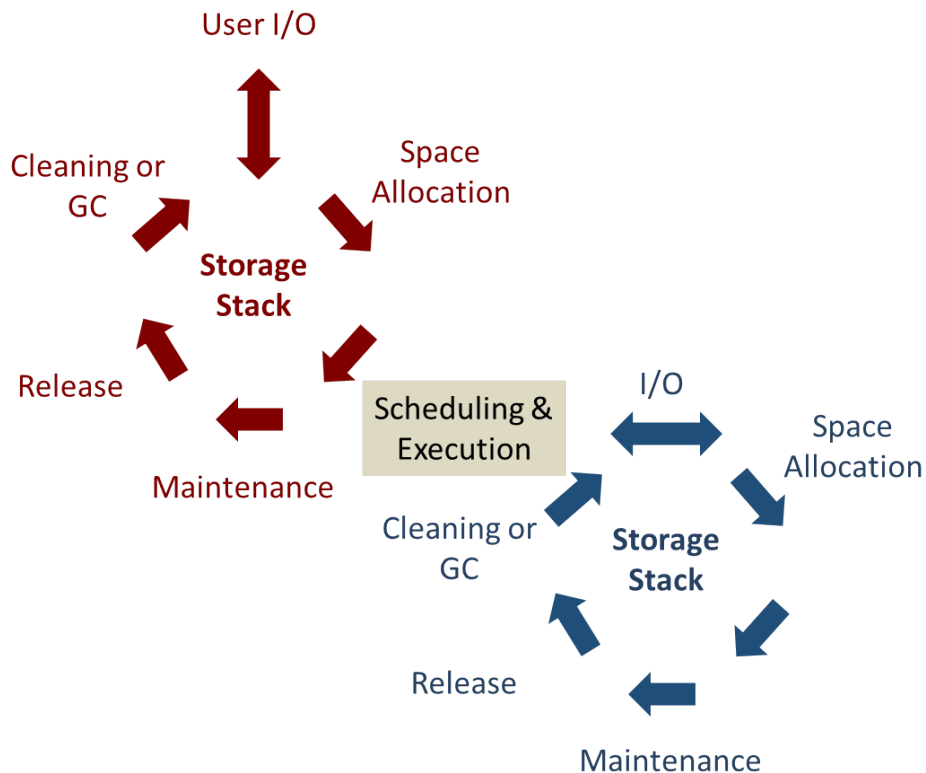 User I/O
Space
Allocation
Cleaning or
GC
Storage
Stack
Release
Maintenance
Scheduling &
Execution
I/O
Space
Allocation
Cleaning or
GC
Storage
Stack
Release
Maintenance